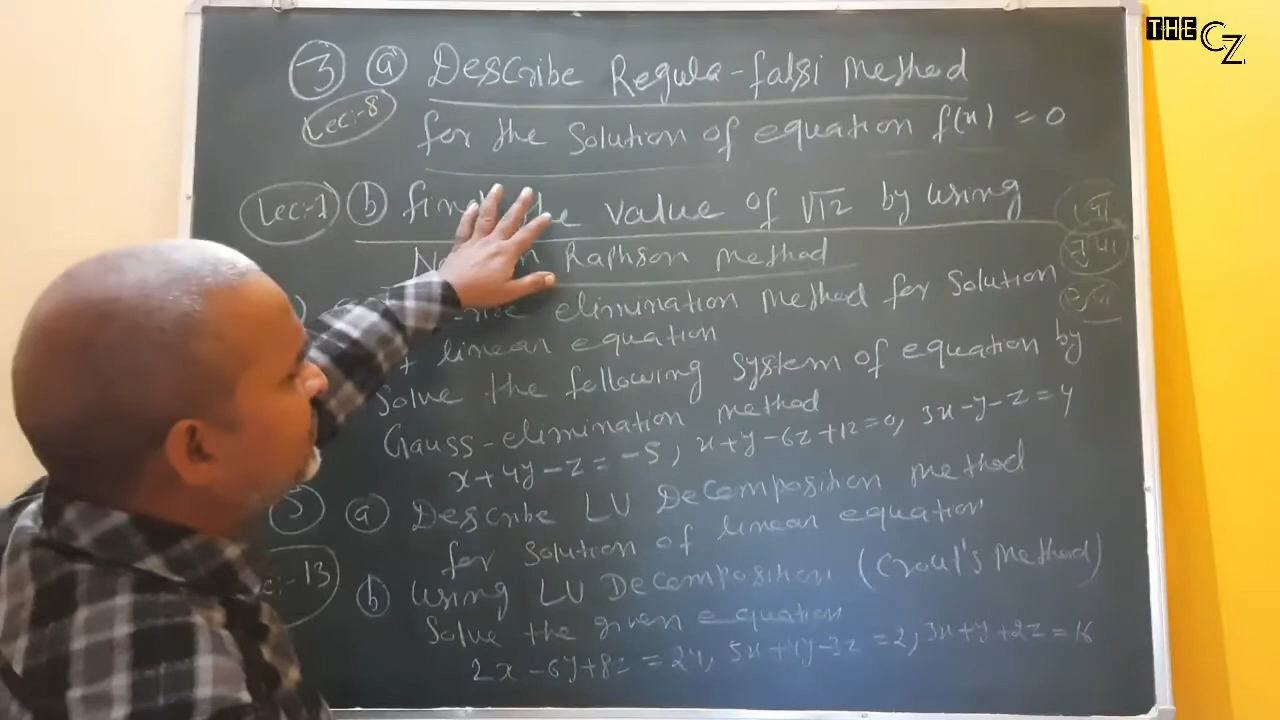 THE CZ
3 a Describe Regula-falsi Method
Lec:-8
for the Solution of equation f(x) = 0
Lec:-1 b find the value of √12 by using
Raphson method
elimination method for solution
linear equation
Solve the following system of equation by
Gauss-elimination method
x+4y-z=-5, x+y-6z+12=0, 3x-y-z=4
5 a Describe LU Decomposition method
for solution of linear equation
-13
b Using LU Decomposition (Crout's Method)
Solve the given equation
2x-6y+8z=24, 5x+4y-3z=2, 3x+y+2z=16